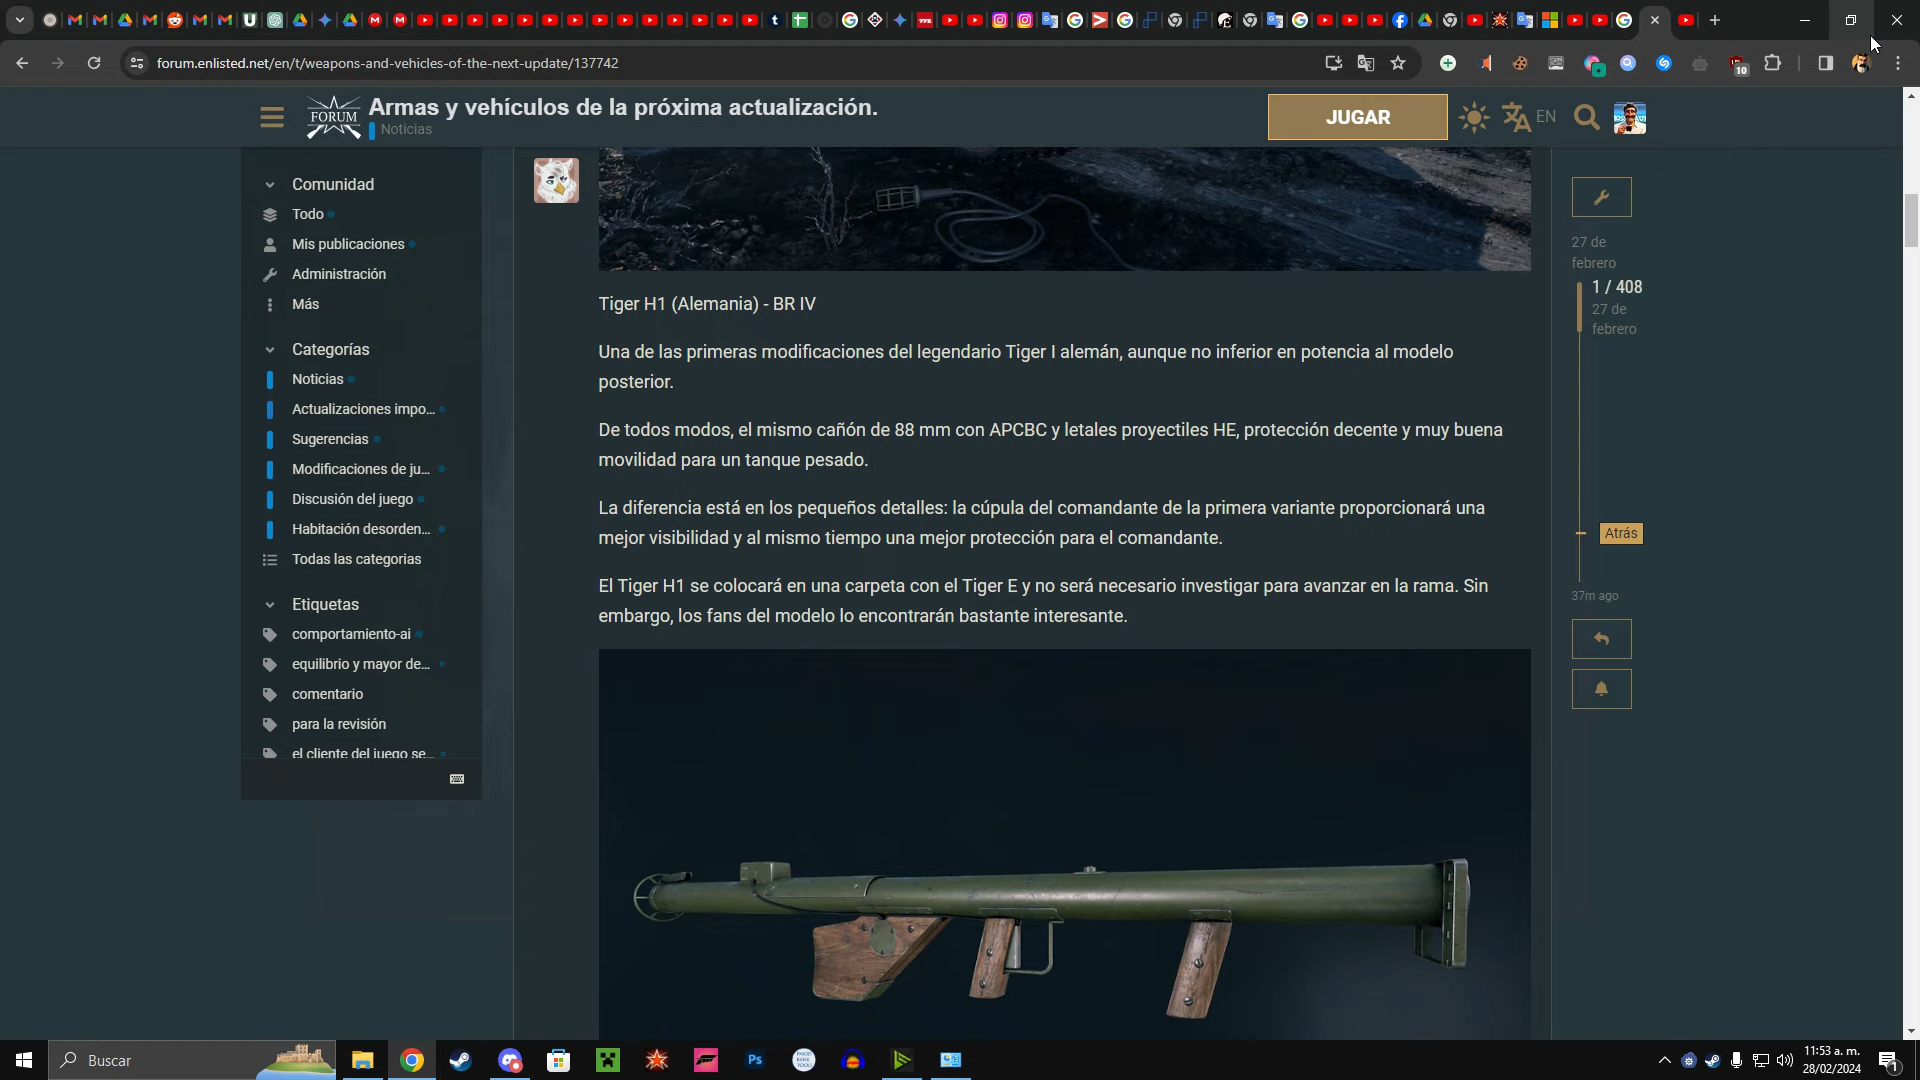 forum.enlisted.net/en/t/weapons-and-vehicles-of-the-next-update/137742
10
FORUM
Armas y vehículos de la próxima actualización.
Noticias
JUGAR
EN
Comunidad
Todo
Mis publicaciones
Administración
Más
Categorías
Noticias
Actualizaciones impo...
Sugerencias
Modificaciones de ju...
Discusión del juego
Habitación desorden...
Todas las categorias
Etiquetas
comportamiento-ai
equilibrio y mayor de...
comentario
para la revisión
el cliente del juego se...
Tiger H1 (Alemania) - BR IV
Una de las primeras modificaciones del legendario Tiger I alemán, aunque no inferior en potencia al modelo
posterior.
De todos modos, el mismo cañón de 88 mm con APCBC y letales proyectiles HE, protección decente y muy buena
movilidad para un tanque pesado.
La diferencia está en los pequeños detalles: la cúpula del comandante de la primera variante proporcionará una
mejor visibilidad y al mismo tiempo una mejor protección para el comandante.
El Tiger H1 se colocará en una carpeta con el Tiger E y no será necesario investigar para avanzar en la rama. Sin
embargo, los fans del modelo lo encontrarán bastante interesante.
27 de
febrero
1 / 408
27 de
febrero
Atrás
37m ago
Buscar
Ps
11:53 a. m.
28/02/2024
1